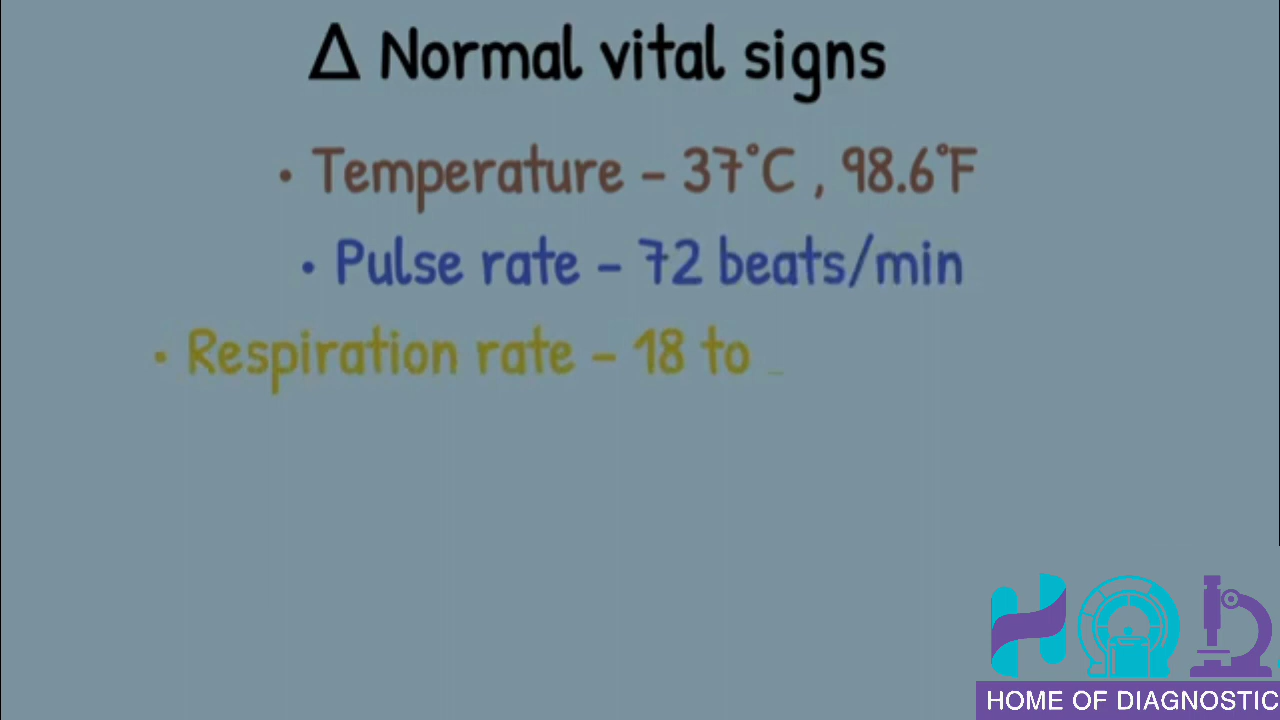 Δ Normal vital signs
• Temperature - 37°C , 98.6°F
• Pulse rate - 72 beats/min
• Respiration rate - 18 to
HOD
HOME OF DIAGNOSTIC